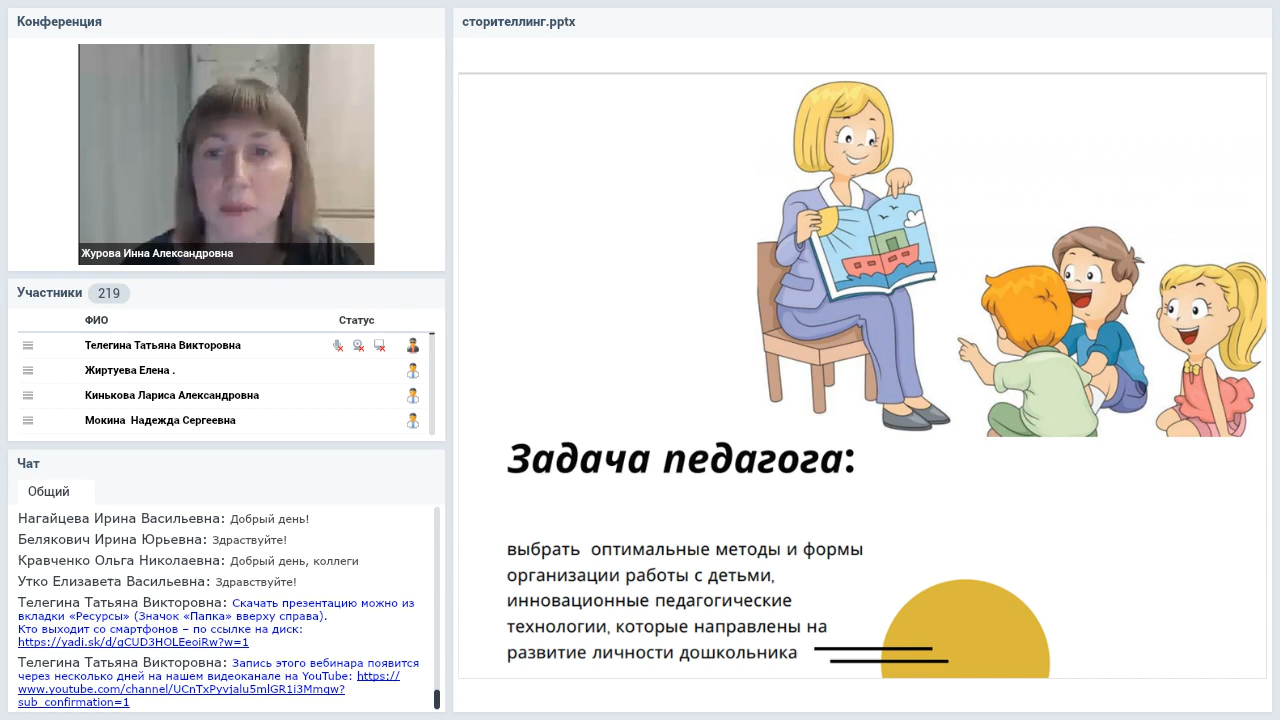 Конференция
Журова Инна Александровна
Участники 219
ФИО Статус
Телегина Татьяна Викторовна
Жиртуева Елена .
Кинькова Лариса Александровна
Мокина  Надежда Сергеевна
Чат
Общий
Нагайцева Ирина Васильевна: Добрый день!
Белякович Ирина Юрьевна: Здраствуйте!
Кравченко Ольга Николаевна: Добрый день, коллеги
Утко Елизавета Васильевна: Здравствуйте!
Телегина Татьяна Викторовна: Скачать презентацию можно из
вкладки «Ресурсы» (Значок «Папка» вверху справа).
Кто выходит со смартфонов – по ссылке на диск:
https://yadi.sk/d/gCUD3HOLEeoiRw?w=1
Телегина Татьяна Викторовна: Запись этого вебинара появится
через несколько дней на нашем видеоканале на YouTube: https://
www.youtube.com/channel/UCnTxPyvjalu5mlGR1i3Mmqw?
sub_confirmation=1
сторителлинг.pptx
Задача педагога:
выбрать  оптимальные методы и формы
организации работы с детьми,
инновационные педагогические
технологии, которые направлены на
развитие личности дошкольника